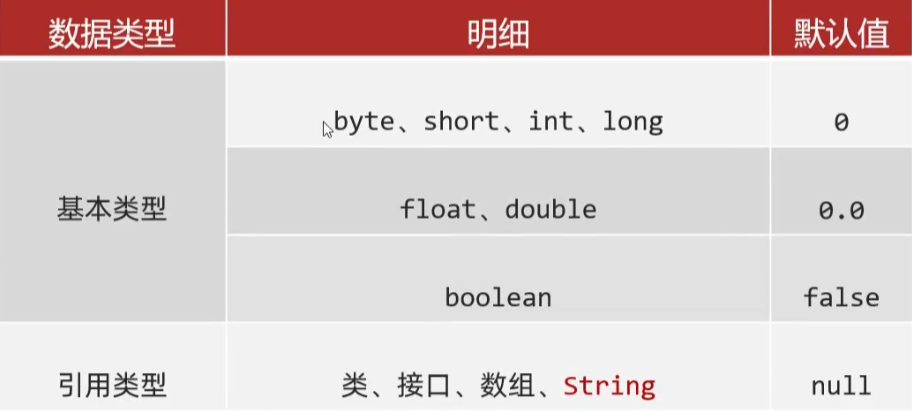 数据类型 明细 默认值
byte、short、int、long 0
基本类型 float、double 0.0
boolean false
引用类型 类、接口、数组、String null